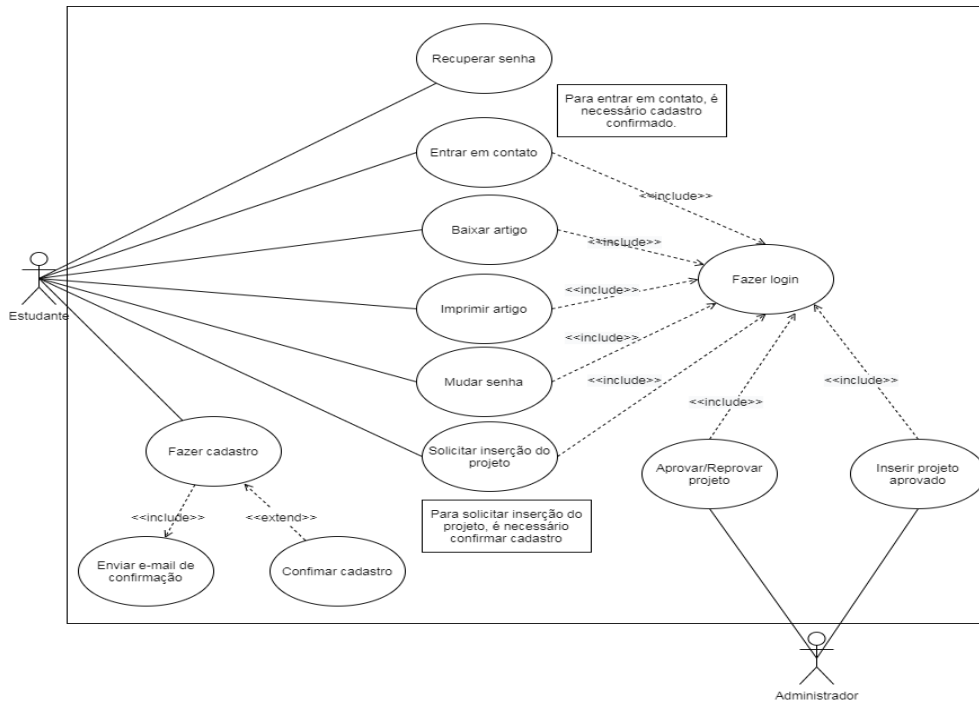 Recuperar senha
Para entrar em contato, é
necessário cadastro
confirmado.
Entrar em contato
<<include>>
Baixar artigo
<<include>>
Fazer login
Estudante
Imprimir artigo
<<include>>
<<include>>
Mudar senha
<<include>>
<<include>>
<<include>>
Fazer cadastro
Solicitar inserção do
projeto
Aprovar/Reprovar
projeto
Inserir projeto
aprovado
<<include>>
<<extend>>
Para solicitar inserção do
projeto, é necessário
confirmar cadastro
Enviar e-mail de
confirmação
Confimar cadastro
Administrador